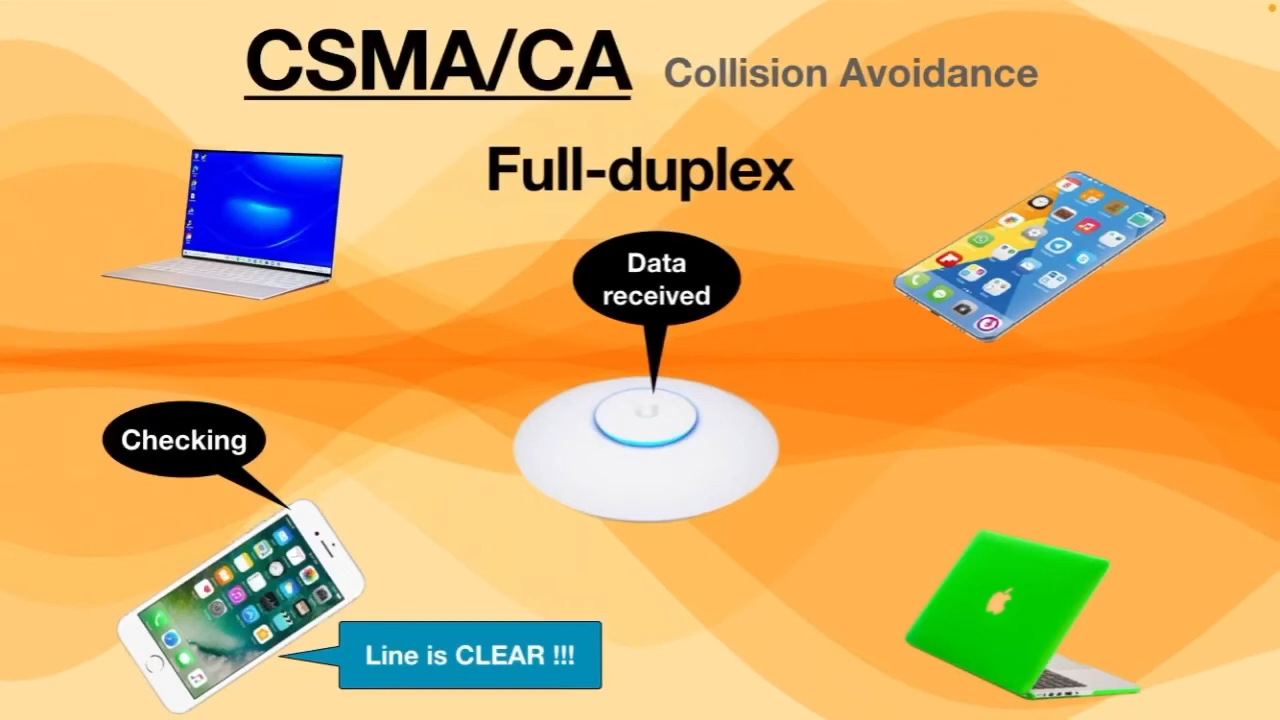 CSMA/CA Collision Avoidance
Full-duplex
Data
received
Checking
Line is CLEAR !!!